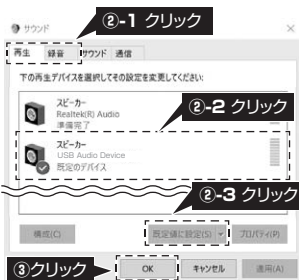 ②-1 クリック
サウンド
再生 録音 サウンド 通信
下の再生デバイスを選択してその設定を変更してください:
スピーカー
Realtek(R) Audio
準備完了
②-2 クリック
スピーカー
USB Audio Device
既定のデバイス
②-3 クリック
構成(C) 既定値に設定(S) プロパティ(P)
③クリック OK キャンセル 適用(A)